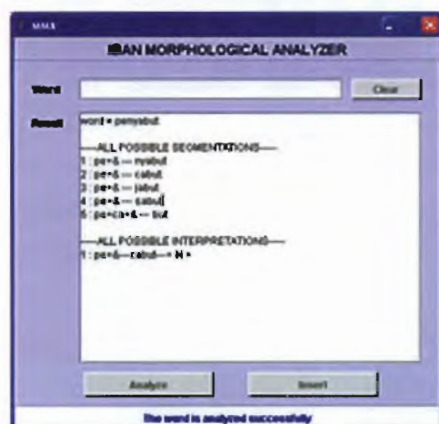 IBAN MORPHOLOGICAL ANALYZER
Word
Clear
Result
word = penyabut
----ALL POSSIBLE SEGMENTATIONS----
1 : pe+&--- nyabut
2 : pe+&--- cabut
3 : pe+&--- jabut
4 : pe+&--- sabut
5 : pe+ca+&--- but
----ALL POSSIBLE INTERPRETATIONS----
1 : pe+&---cabut---+ N +
Analyze
Insert
The word is analyzed successfully